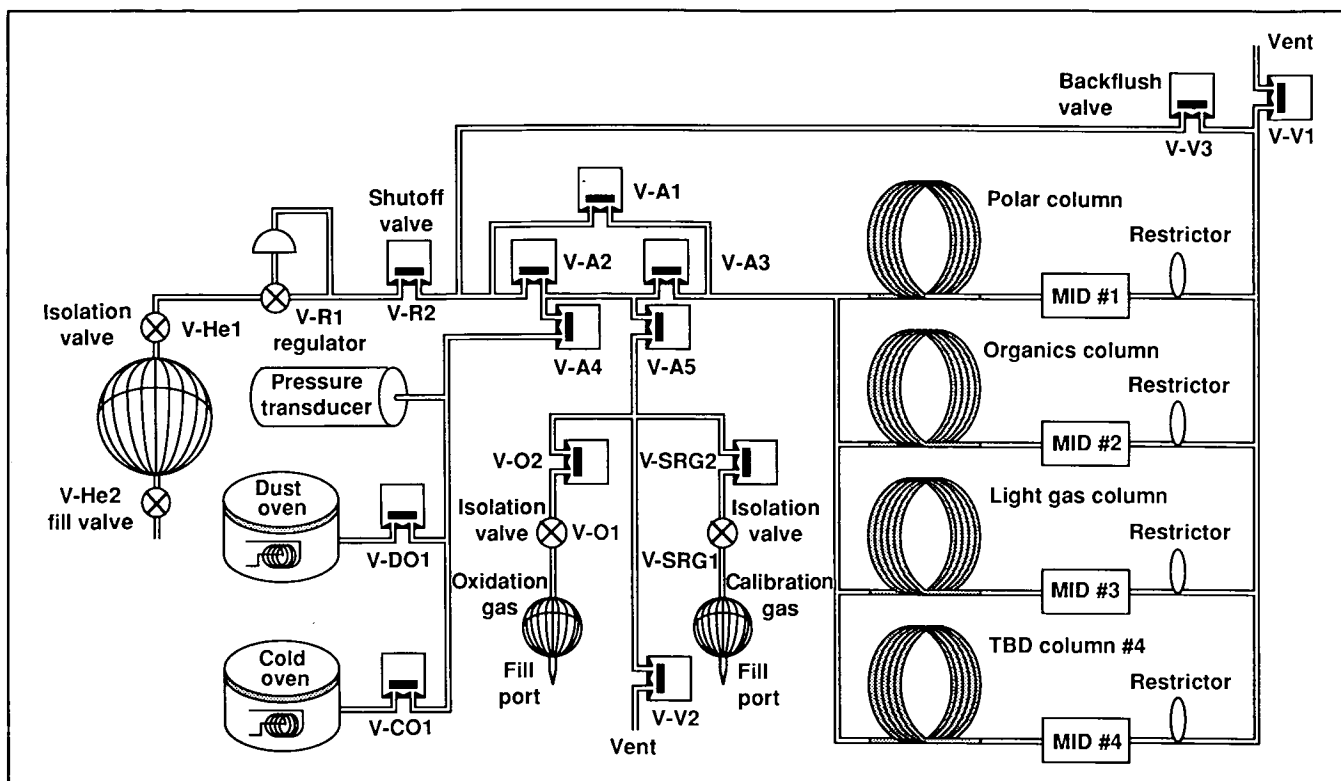 Vent
Backflush
valve
V-V3
V-V1
V-A1
Shutoff
valve
Polar column
Restrictor
V-A2
V-A3
MID #1
Isolation
valve
V-He1
V-R1
regulator
V-R2
V-A4
V-A5
Organics column
Restrictor
MID #2
Pressure
transducer
V-He2
fill valve
Dust
oven
V-DO1
V-O2
V-SRG2
Isolation
valve
V-O1
Isolation
valve
V-SRG1
Light gas column
Restrictor
MID #3
Oxidation
gas
Calibration
gas
Fill
port
Fill
port
Cold
oven
V-CO1
V-V2
Vent
TBD column #4
Restrictor
MID #4